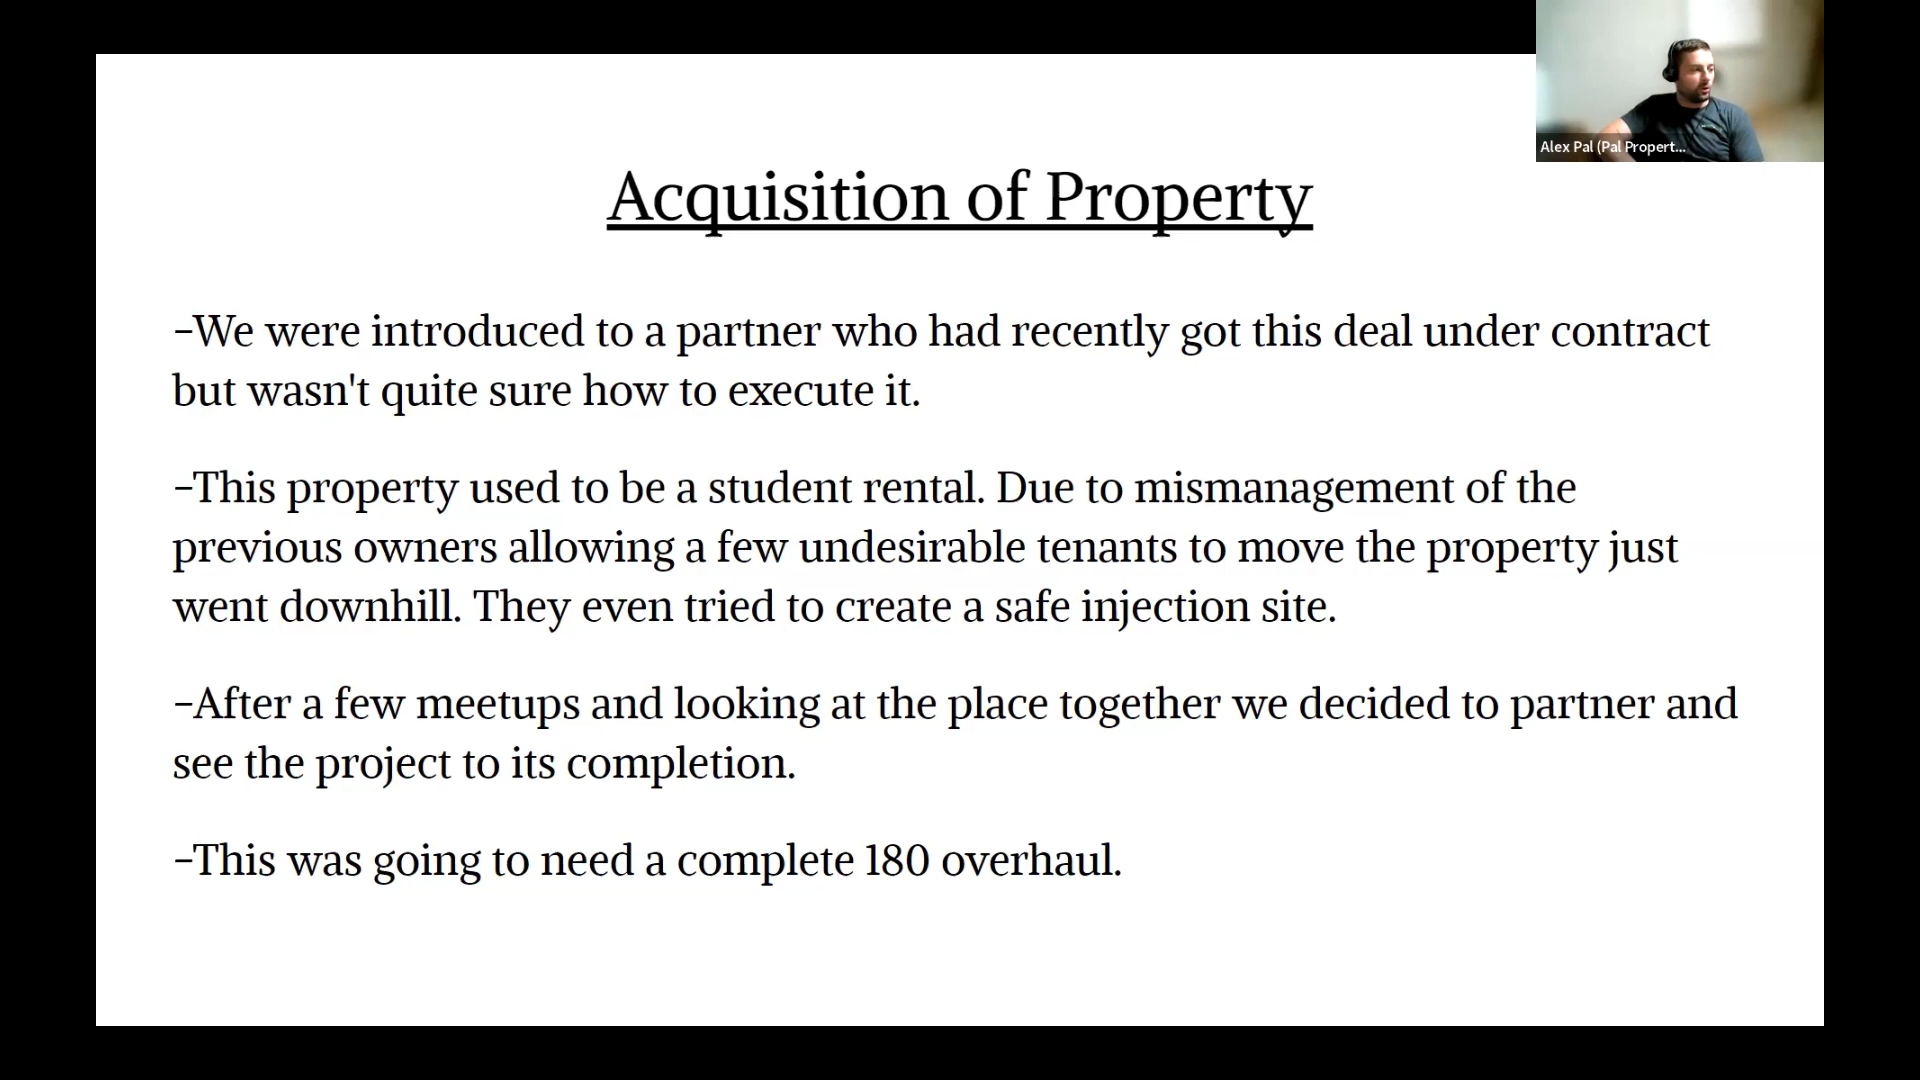 Alex Pal (Pal Propert...
Acquisition of Property
-We were introduced to a partner who had recently got this deal under contract
but wasn't quite sure how to execute it.
-This property used to be a student rental. Due to mismanagement of the
previous owners allowing a few undesirable tenants to move the property just
went downhill. They even tried to create a safe injection site.
-After a few meetups and looking at the place together we decided to partner and
see the project to its completion.
-This was going to need a complete 180 overhaul.